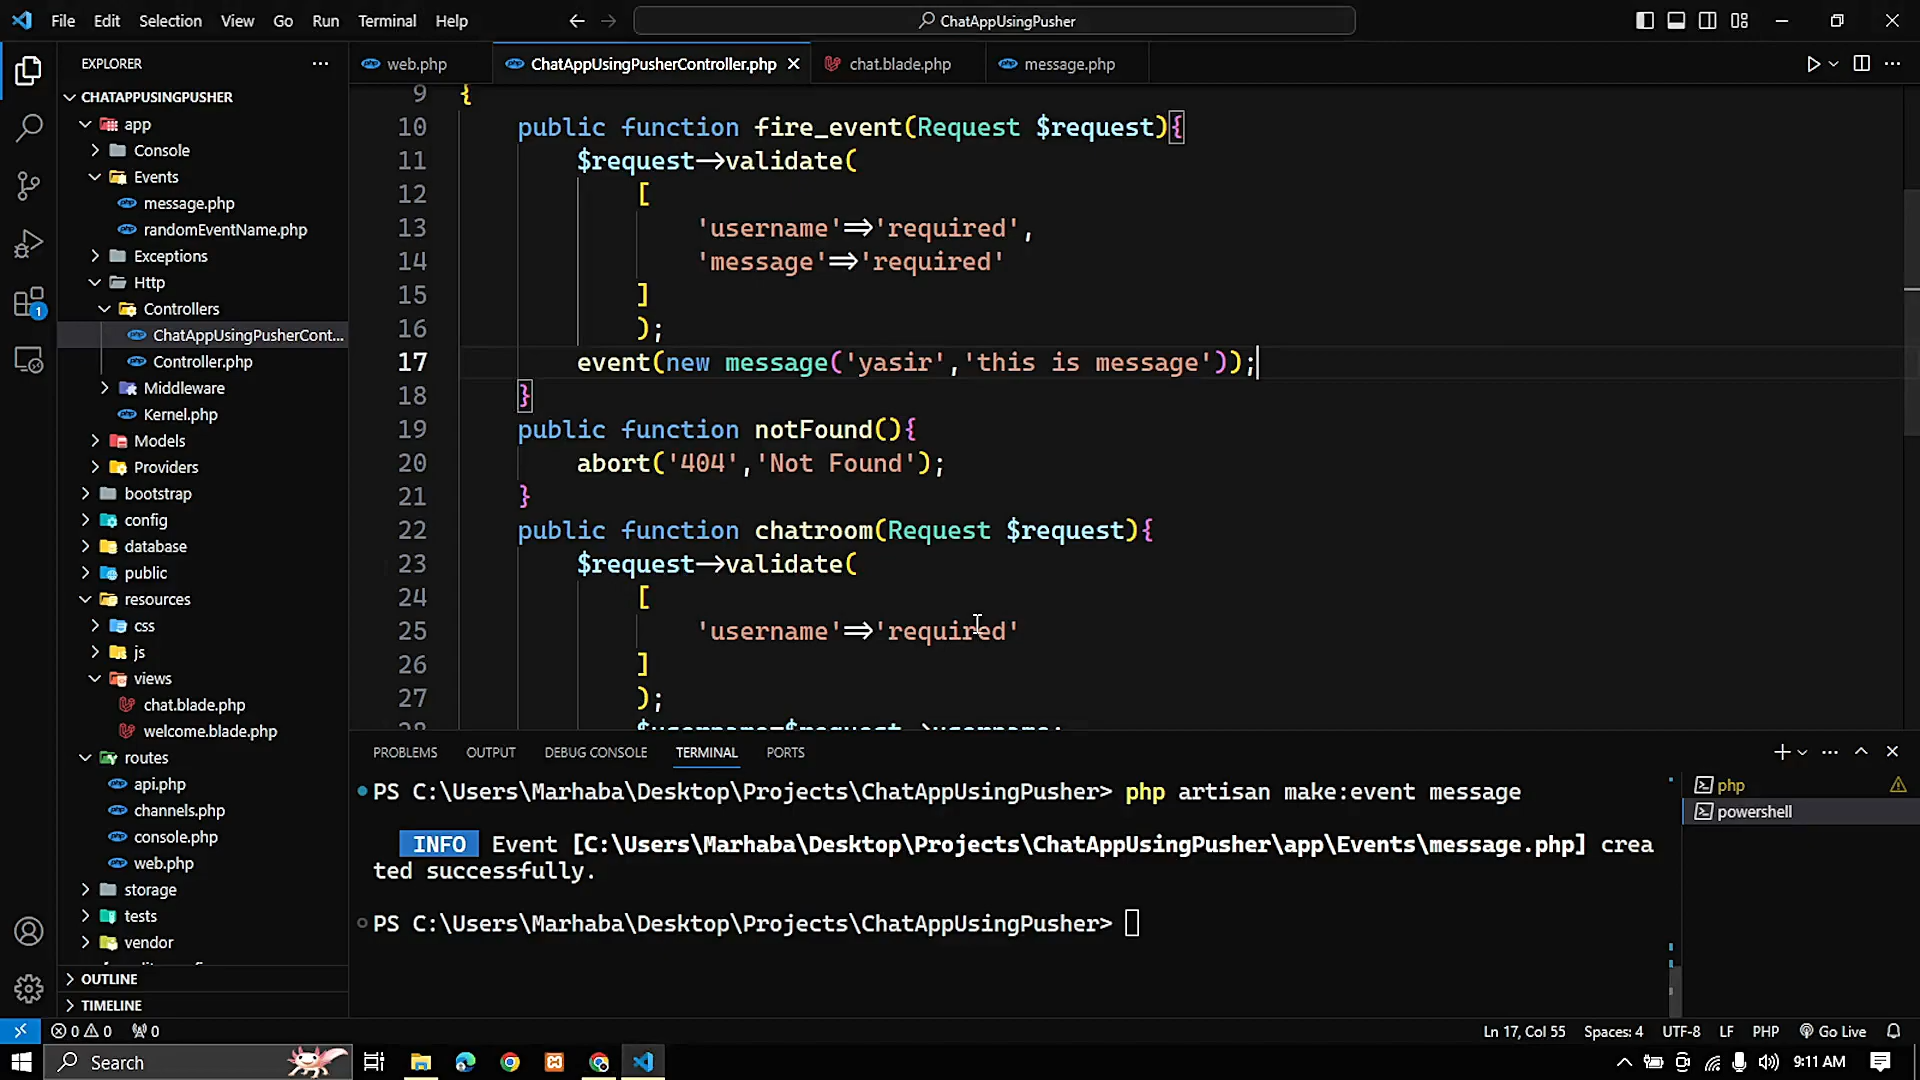 File Edit Selection View Go Run Terminal Help
ChatAppUsingPusher
EXPLORER
web.php
ChatAppUsingPusherController.php
chat.blade.php
message.php
CHATAPPUSINGPUSHER
app
Console
Events
message.php
randomEventName.php
Exceptions
Http
Controllers
ChatAppUsingPusherCont...
Controller.php
Middleware
Kernel.php
Models
Providers
bootstrap
config
database
public
resources
css
js
views
chat.blade.php
welcome.blade.php
routes
api.php
channels.php
console.php
web.php
storage
tests
vendor
OUTLINE
TIMELINE
9 {
10 public function fire_event(Request $request){
11 $request->validate(
12 [
13 'username'=>'required',
14 'message'=>'required'
15 ]
16 );
17 event(new message('yasir','this is message'));
18 }
19 public function notFound(){
20 abort('404','Not Found');
21 }
22 public function chatroom(Request $request){
23 $request->validate(
24 [
25 'username'=>'required'
26 ]
27 );
28 $username=$request->username;
PROBLEMS OUTPUT DEBUG CONSOLE TERMINAL PORTS
PS C:\Users\Marhaba\Desktop\Projects\ChatAppUsingPusher> php artisan make:event message
INFO Event [C:\Users\Marhaba\Desktop\Projects\ChatAppUsingPusher\app\Events\message.php] crea
ted successfully.
PS C:\Users\Marhaba\Desktop\Projects\ChatAppUsingPusher>
php
powershell
1
0 0 0
Ln 17, Col 55 Spaces: 4 UTF-8 LF PHP Go Live
Search
9:11 AM